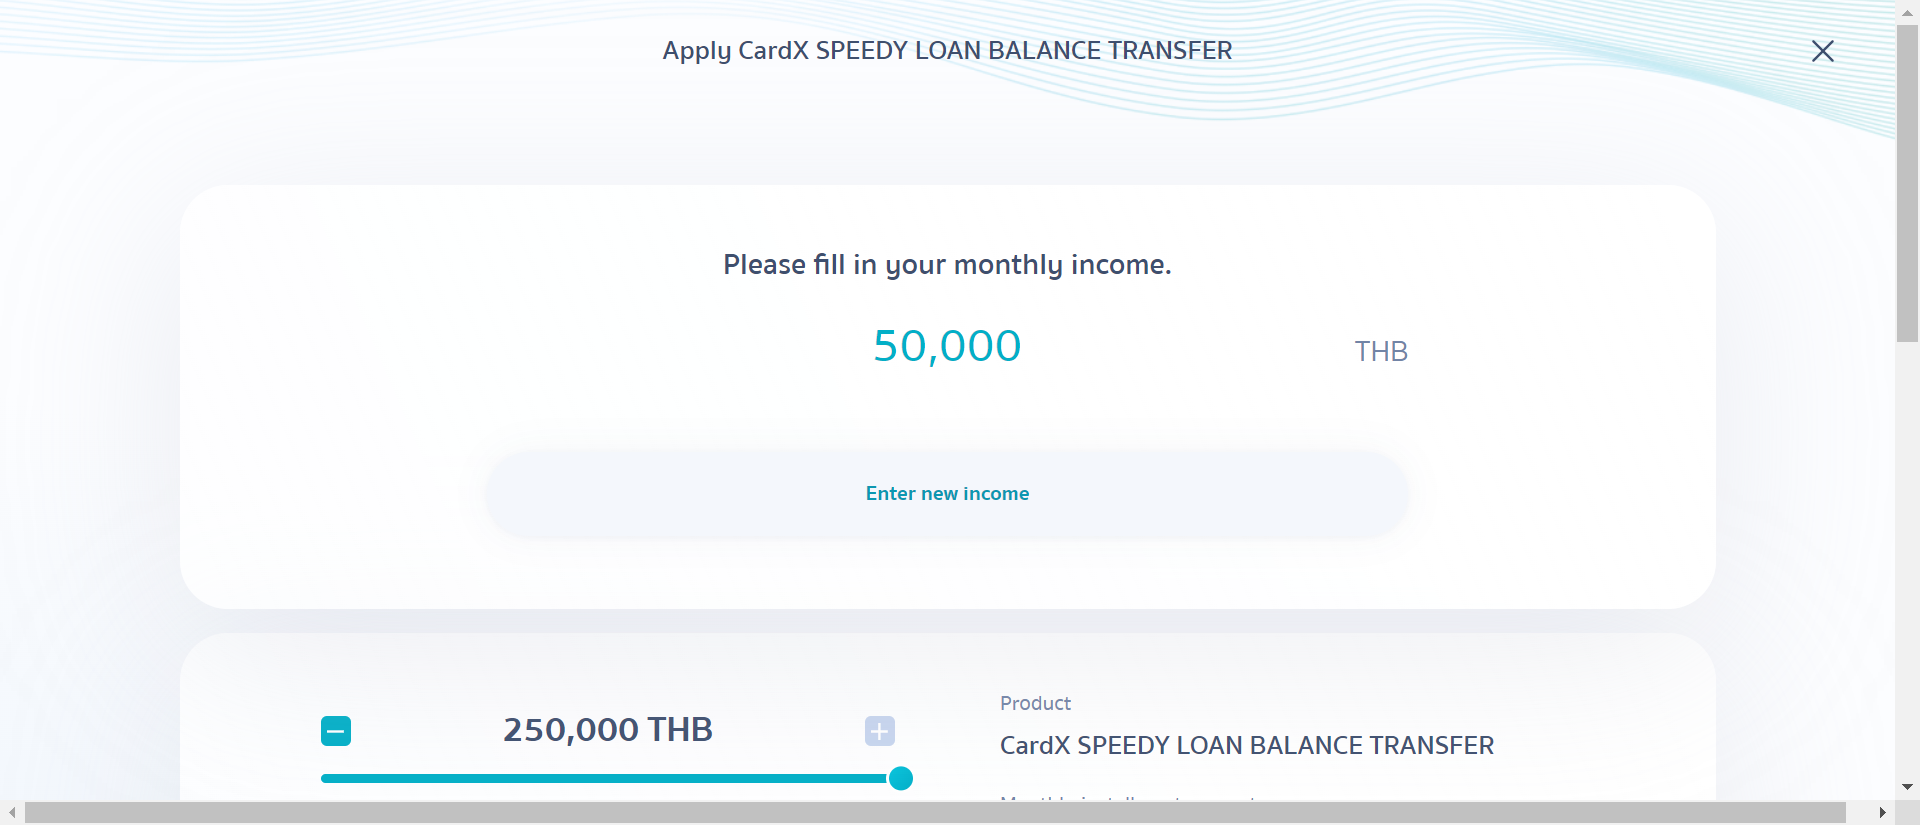 Apply CardX SPEEDY LOAN BALANCE TRANSFER
Please fill in your monthly income.
50,000 THB
Enter new income
250,000 THB
Product
CardX SPEEDY LOAN BALANCE TRANSFER